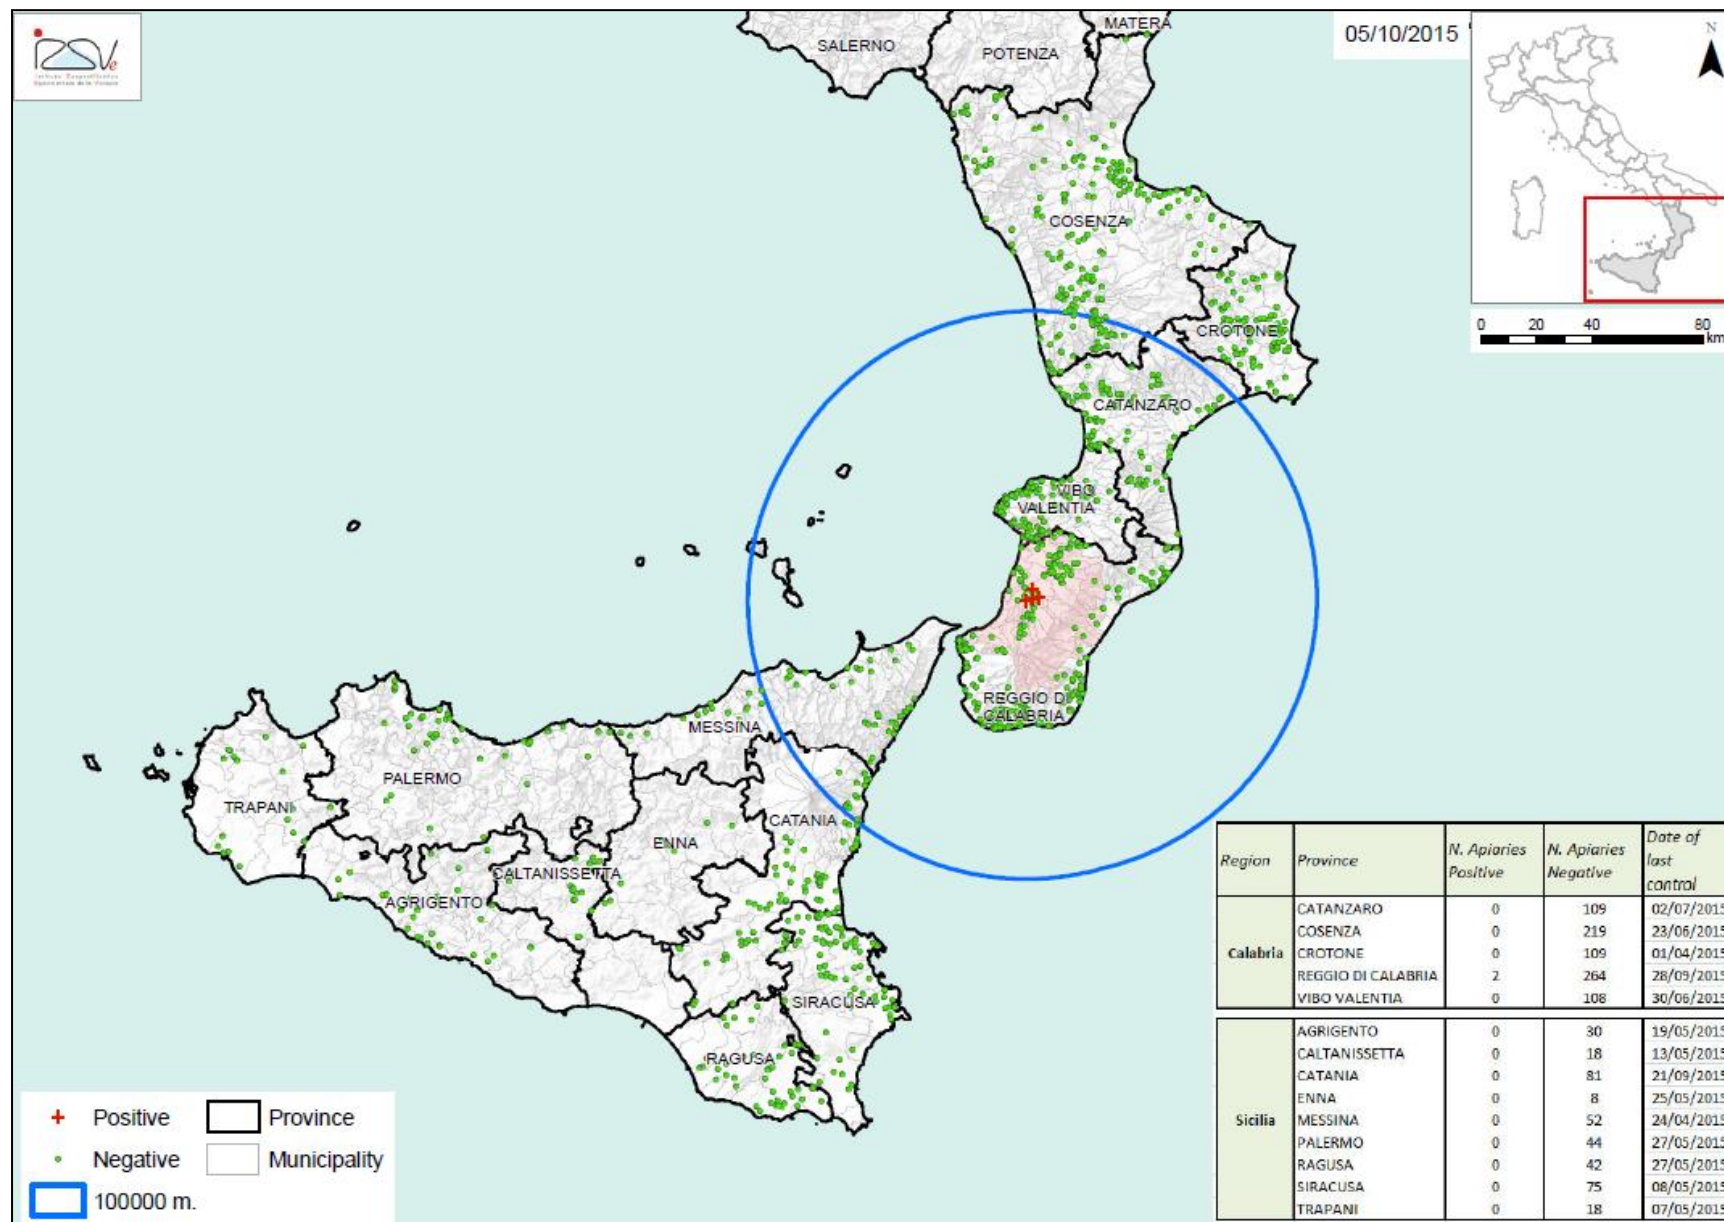 IZSVe
Istituto Zooprofilattico
Sperimentale delle Venezie
MATERA
SALERNO
POTENZA
05/10/2015
N
COSENZA
0 20 40 80
km
CROTONE
CATANZARO
VIBO
VALENTIA
REGGIO DI
CALABRIA
MESSINA
PALERMO
TRAPANI
CATANIA
ENNA
CALTANISSETTA
AGRIGENTO
SIRACUSA
RAGUSA
Positive Province
Negative Municipality
100000 m.
Region Province N. Apiaries Positive N. Apiaries Negative Date of last control
Calabria
CATANZARO 0 109 02/07/2015
COSENZA 0 219 23/06/2015
CROTONE 0 109 01/04/2015
REGGIO DI CALABRIA 2 264 28/09/2015
VIBO VALENTIA 0 108 30/06/2015
Sicilia
AGRIGENTO 0 30 19/05/2015
CALTANISSETTA 0 18 13/05/2015
CATANIA 0 81 21/09/2015
ENNA 0 8 25/05/2015
MESSINA 0 52 24/04/2015
PALERMO 0 44 27/05/2015
RAGUSA 0 42 27/05/2015
SIRACUSA 0 75 08/05/2015
TRAPANI 0 18 07/05/2015